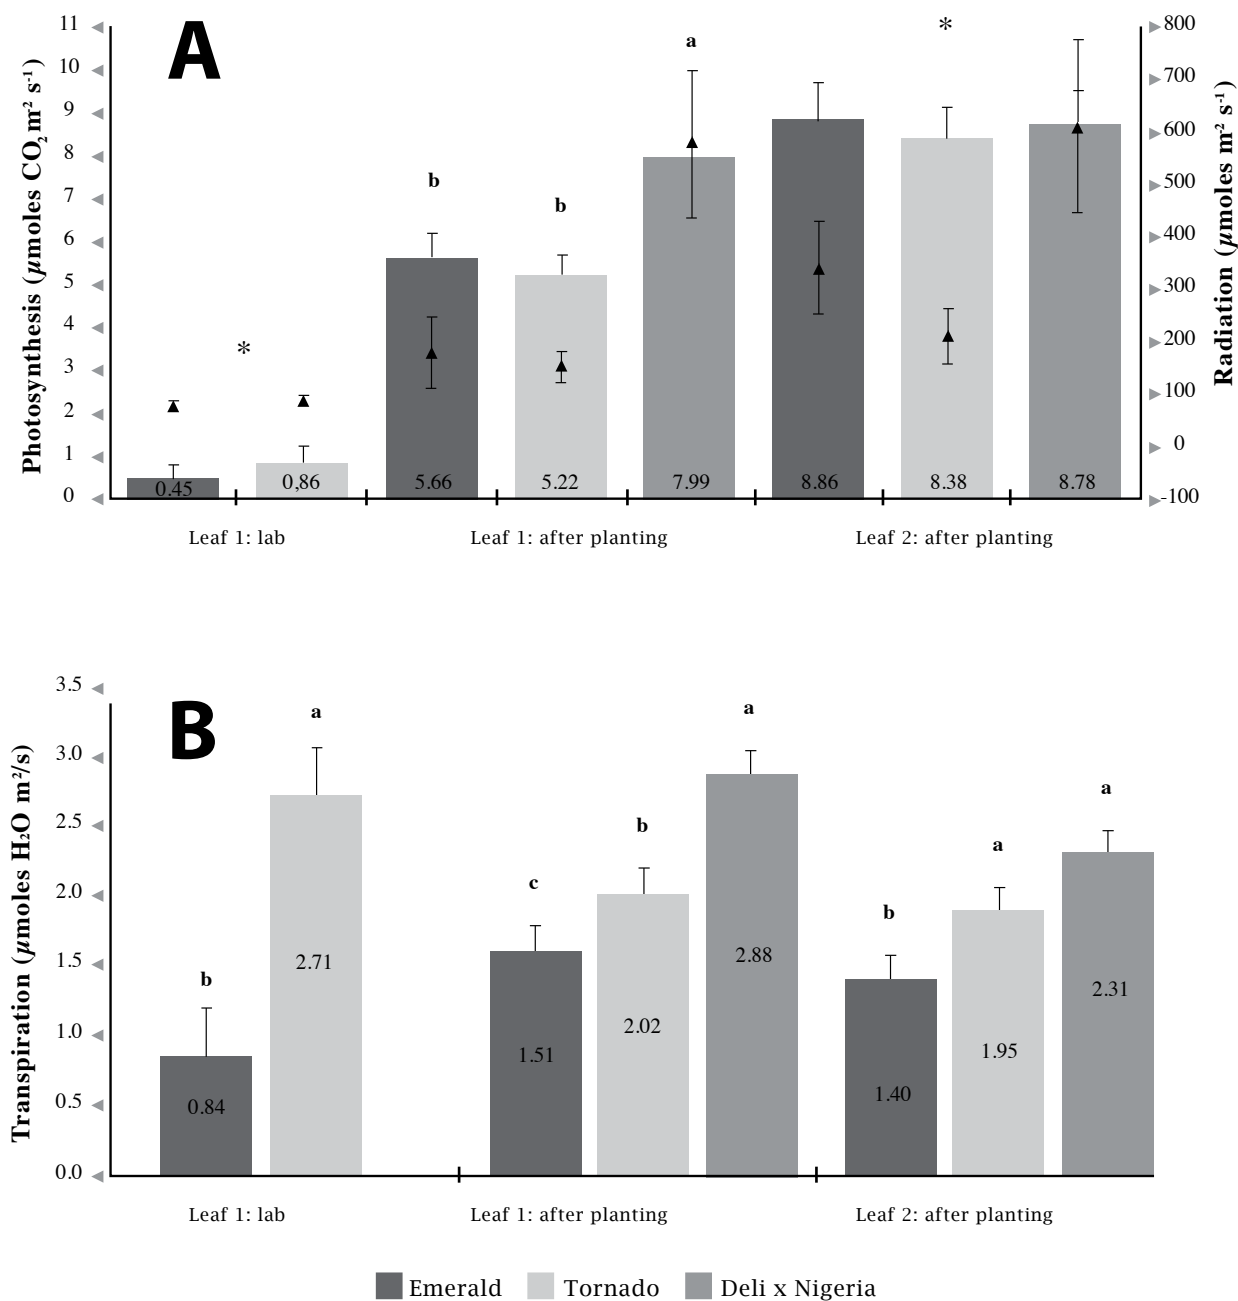 A
Photosynthesis (µmoles CO₂ m⁻² s⁻¹)
11
10
9
8
7
6
5
4
3
2
1
0
Radiation (µmoles m⁻² s⁻¹)
800
700
600
500
400
300
200
100
0
-100
*
b
b
a
*
0.45
0,86
5.66
5.22
7.99
8.86
8.38
8.78
Leaf 1: lab
Leaf 1: after planting
Leaf 2: after planting
B
Transpiration (µmoles H₂O m²/s)
3.5
3.0
2.5
2.0
1.5
1.0
0.5
0.0
b
a
c
b
a
b
a
a
0.84
2.71
1.51
2.02
2.88
1.40
1.95
2.31
Leaf 1: lab
Leaf 1: after planting
Leaf 2: after planting
Emerald
Tornado
Deli x Nigeria